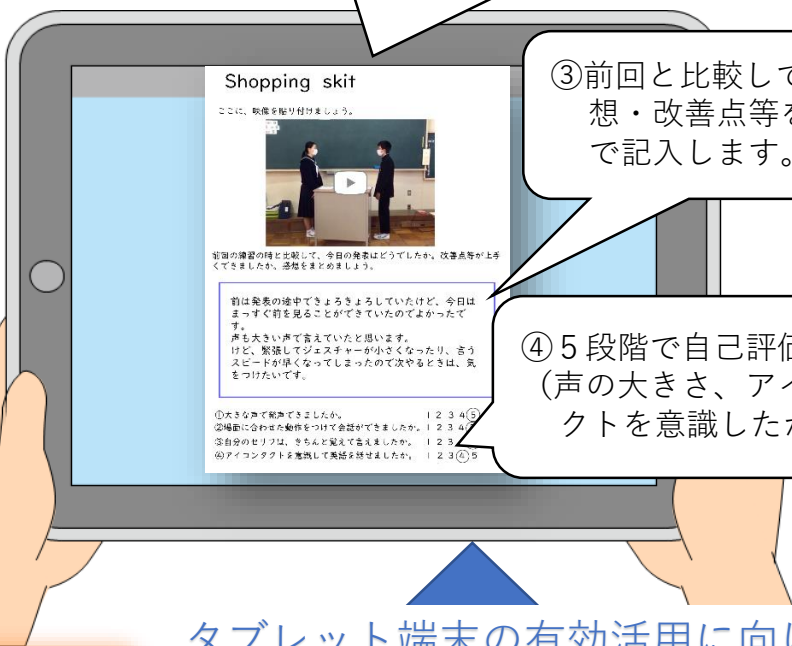 Shopping skit
ここに、映像を貼り付けましょう。
前回の練習の時と比較して、今日の発表はどうでしたか。改善点等が上手
くできましたか、感想をまとめましょう。
前は発表の途中できょろきょろしていたけど、今日は
まっすぐ前を見ることができていたのでよかったで
す。
声も大きい声で言えていたと思います。
けど、緊張してジェスチャーが小さくなったり、言う
スピードが早くなってしまったので次やるときは、気
をつけたいです。
①大きな声で発声できましたか。 1 2 3 4 5
②場面に合わせた動作をつけて会話ができましたか。 1 2 3 4
③自分のセリフは、きちんと覚えて言えましたか。 1 2 3
④アイコンタクトを意識して英語を話せましたか。 1 2 3 4 5
③前回と比較して
想・改善点等を
で記入します。
④５段階で自己評価
（声の大きさ、アイ
クトを意識したか
タブレット端末の有効活用に向け